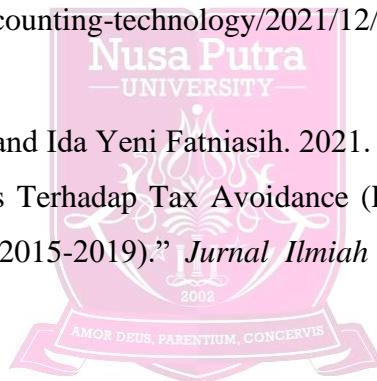 counting-technology/2021/12/
Nusa Putra
UNIVERSITY
and Ida Yeni Fatniasih. 2021.
s Terhadap Tax Avoidance (
2015-2019).” Jurnal Ilmiah
2002
AMOR DEUS, PARENTIUM, CONCERVIS